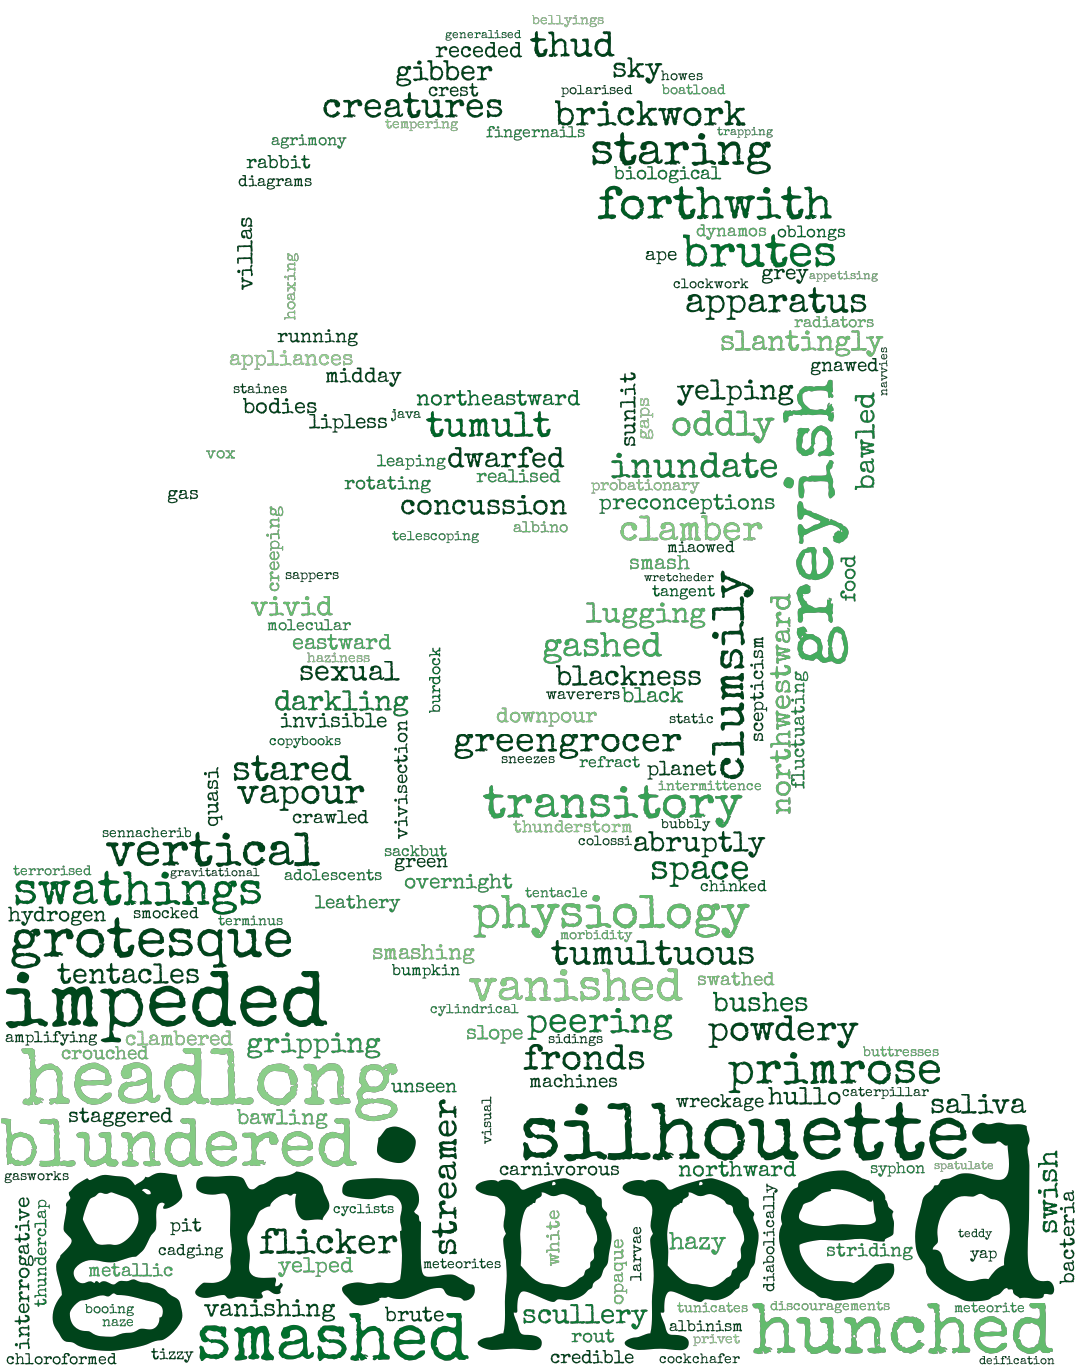 bellyings
generalised
receded
thud
gibber
sky
howes
crest
polarised
boatload
creatures
brickwork
tempering
fingernails
trapping
agrimony
staring
rabbit
biological
diagrams
forthwith
villas
dynamos
oblongs
hoaxing
ape
brutes
grey
appetising
clockwork
apparatus
radiators
running
slantingly
appliances
midday
gnawed
navvies
staines
northeastward
sunlit
yelping
greyish
bodies
lipless
java
tumult
gaps
oddly
bawled
vox
leaping
dwarfed
inundate
rotating
realised
probationary
gas
concussion
preconceptions
creeping
telescoping
albino
clamber
miaowed
sappers
smash
food
wretcheder
clumsily
tangent
vivid
lugging
northwestward
molecular
eastward
gashed
haziness
scepticism
sexual
burdock
blackness
darkling
waverers
black
fluctuating
invisible
downpour
static
copybooks
vivisection
greengrocer
stared
quasi
sneezes
refract
planet
vapour
intermittence
crawled
transitory
sennacherib
thunderstorm
bubbly
vertical
sackbut
colossi
abruptly
terrorised
gravitational
green
space
swathings
adolescents
overnight
chinked
tentacle
hydrogen
smocked
leathery
physiology
terminus
grotesque
morbidity
smashing
tumultuous
tentacles
bumpkin
vanished
swathed
impeded
cylindrical
bushes
amplifying
clambered
slope
peering
powdery
crouched
gripping
sidings
buttresses
headlong
fronds
primrose
unseen
machines
hullo
caterpillar
staggered
bawling
streamer
visual
wreckage
saliva
blundered
silhouette
gasworks
carnivorous
northward
syphon
spatulate
swish
gripped
interrogative
thunderclap
pit
cyclists
white
diabolically
bacteria
cadging
flicker
opaque
larvae
hazy
striding
teddy
yap
metallic
yelped
meteorites
booing
naze
vanishing
brute
scullery
tunicates
discouragements
meteorite
smashed
albinism
hunched
rout
privet
chloroformed
tizzy
credible
cockchafer
deification